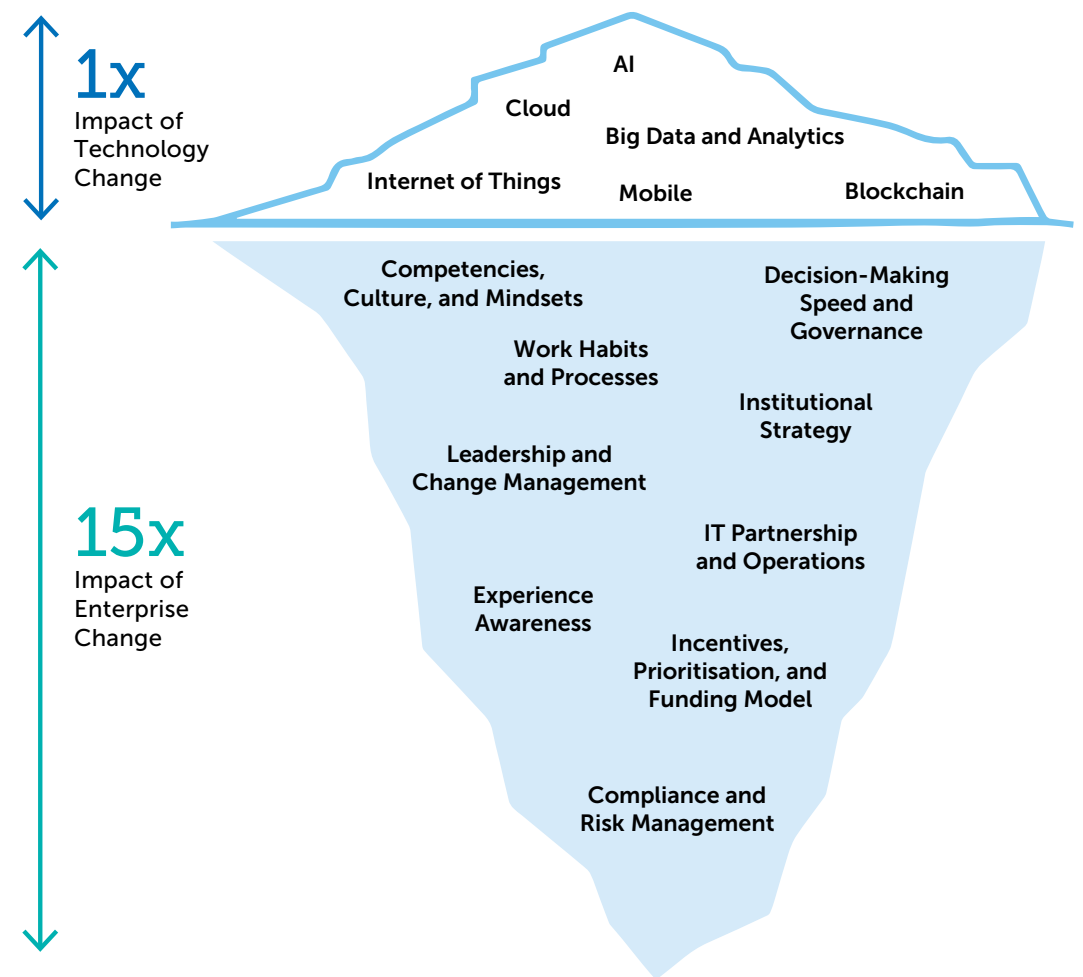 1x
Impact of
Technology
Change
AI
Cloud
Big Data and Analytics
Internet of Things
Mobile
Blockchain
15x
Impact of
Enterprise
Change
Competencies,
Culture, and Mindsets
Decision-Making
Speed and
Governance
Work Habits
and Processes
Institutional
Strategy
Leadership and
Change Management
IT Partnership
and Operations
Experience
Awareness
Incentives,
Prioritisation, and
Funding Model
Compliance and
Risk Management